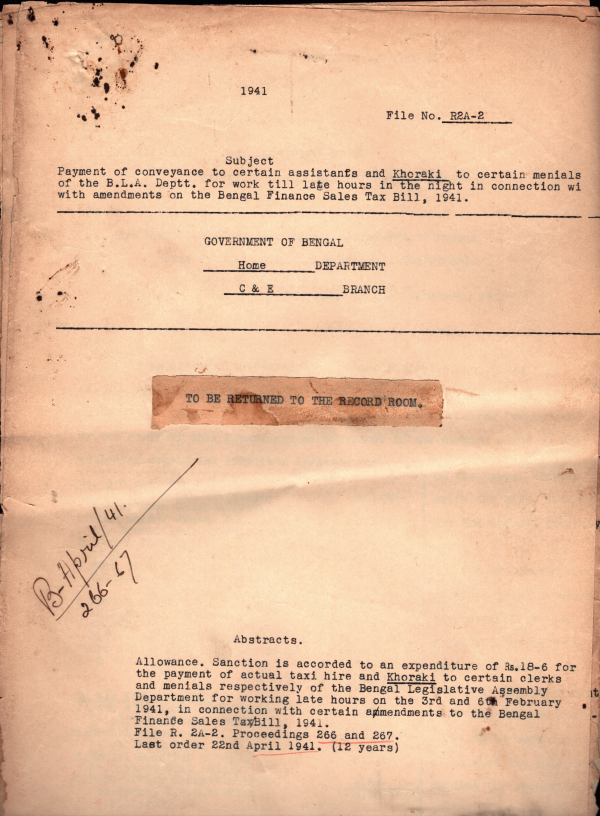 1941
File No. R2A-2
Subject
Payment of conveyance to certain assistants and Khoraki to certain menials
of the B.L.A. Deptt. for work till late hours in the night in connection wi
with amendments on the Bengal Finance Sales Tax Bill, 1941.
GOVERNMENT OF BENGAL
Home DEPARTMENT
C & E BRANCH
TO BE RETURNED TO THE RECORD ROOM.
B-April/41.
266-67
Abstracts.
Allowance. Sanction is accorded to an expenditure of Rs.18-6 for
the payment of actual taxi hire and Khoraki to certain clerks
and menials respectively of the Bengal Legislative Assembly
Department for working late hours on the 3rd and 6th February
1941, in connection with certain amendments to the Bengal
Finance Sales Tax Bill, 1941.
File R. 2A-2. Proceedings 266 and 267.
Last order 22nd April 1941. (12 years)